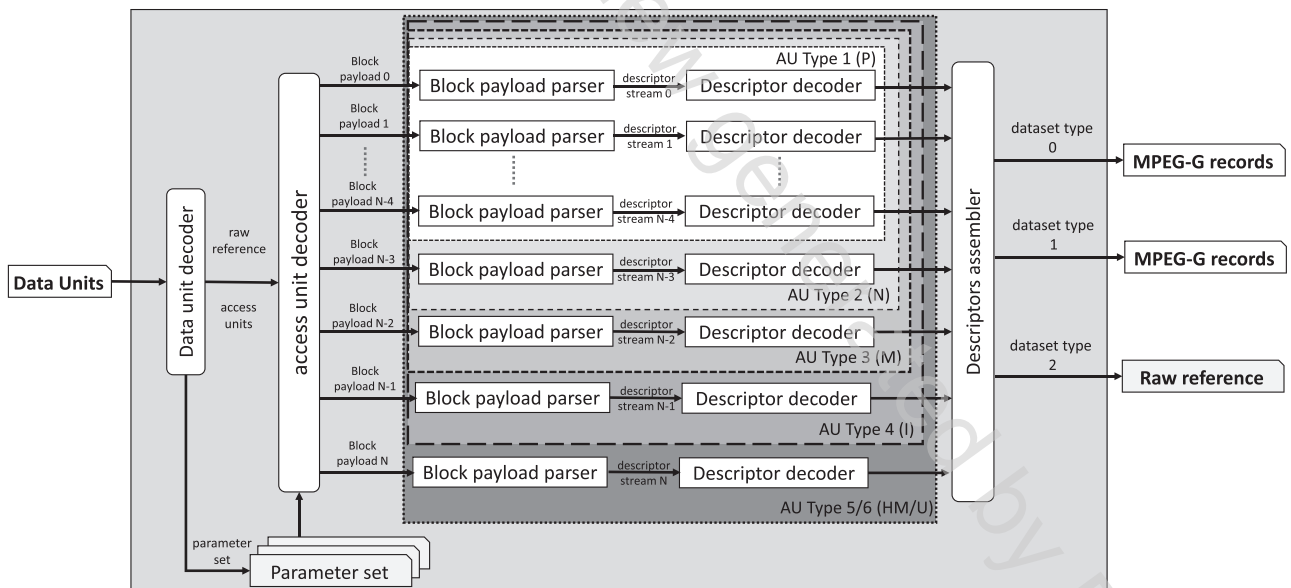 AU Type 1 (P)
Block
payload 0
Block payload parser
descriptor
stream 0
Descriptor decoder
Block
payload 1
Block payload parser
descriptor
stream 1
Descriptor decoder
dataset type
0
MPEG-G records
Block
payload N-4
Block payload parser
descriptor
stream N-4
Descriptor decoder
Block
payload N-3
Block payload parser
descriptor
stream N-3
Descriptor decoder
AU Type 2 (N)
dataset type
1
MPEG-G records
Data Units
Data unit decoder
raw
reference
access
units
access unit decoder
Descriptors assembler
Block
payload N-2
Block payload parser
descriptor
stream N-2
Descriptor decoder
AU Type 3 (M)
dataset type
2
Raw reference
Block
payload N-1
Block payload parser
descriptor
stream N-1
Descriptor decoder
AU Type 4 (I)
Block
payload N
Block payload parser
descriptor
stream N
Descriptor decoder
AU Type 5/6 (HM/U)
parameter
set
Parameter set
generated by